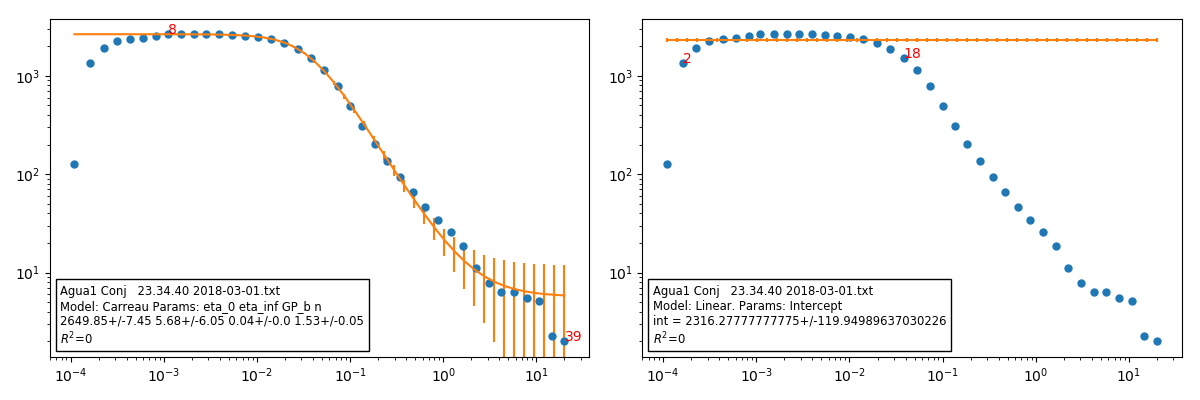 10³
10²
10¹
10⁻⁴
10⁻³
10⁻²
10⁻¹
10⁰
10¹
8
39
Agua1 Conj   23.34.40 2018-03-01.txt
Model: Carreau Params: eta_0 eta_inf GP_b n
2649.85+/-7.45 5.68+/-6.05 0.04+/-0.0 1.53+/-0.05
R²=0
10³
10²
10¹
10⁻⁴
10⁻³
10⁻²
10⁻¹
10⁰
10¹
2
18
Agua1 Conj   23.34.40 2018-03-01.txt
Model: Linear. Params: Intercept
int = 2316.27777777775+/-119.94989637030226
R²=0